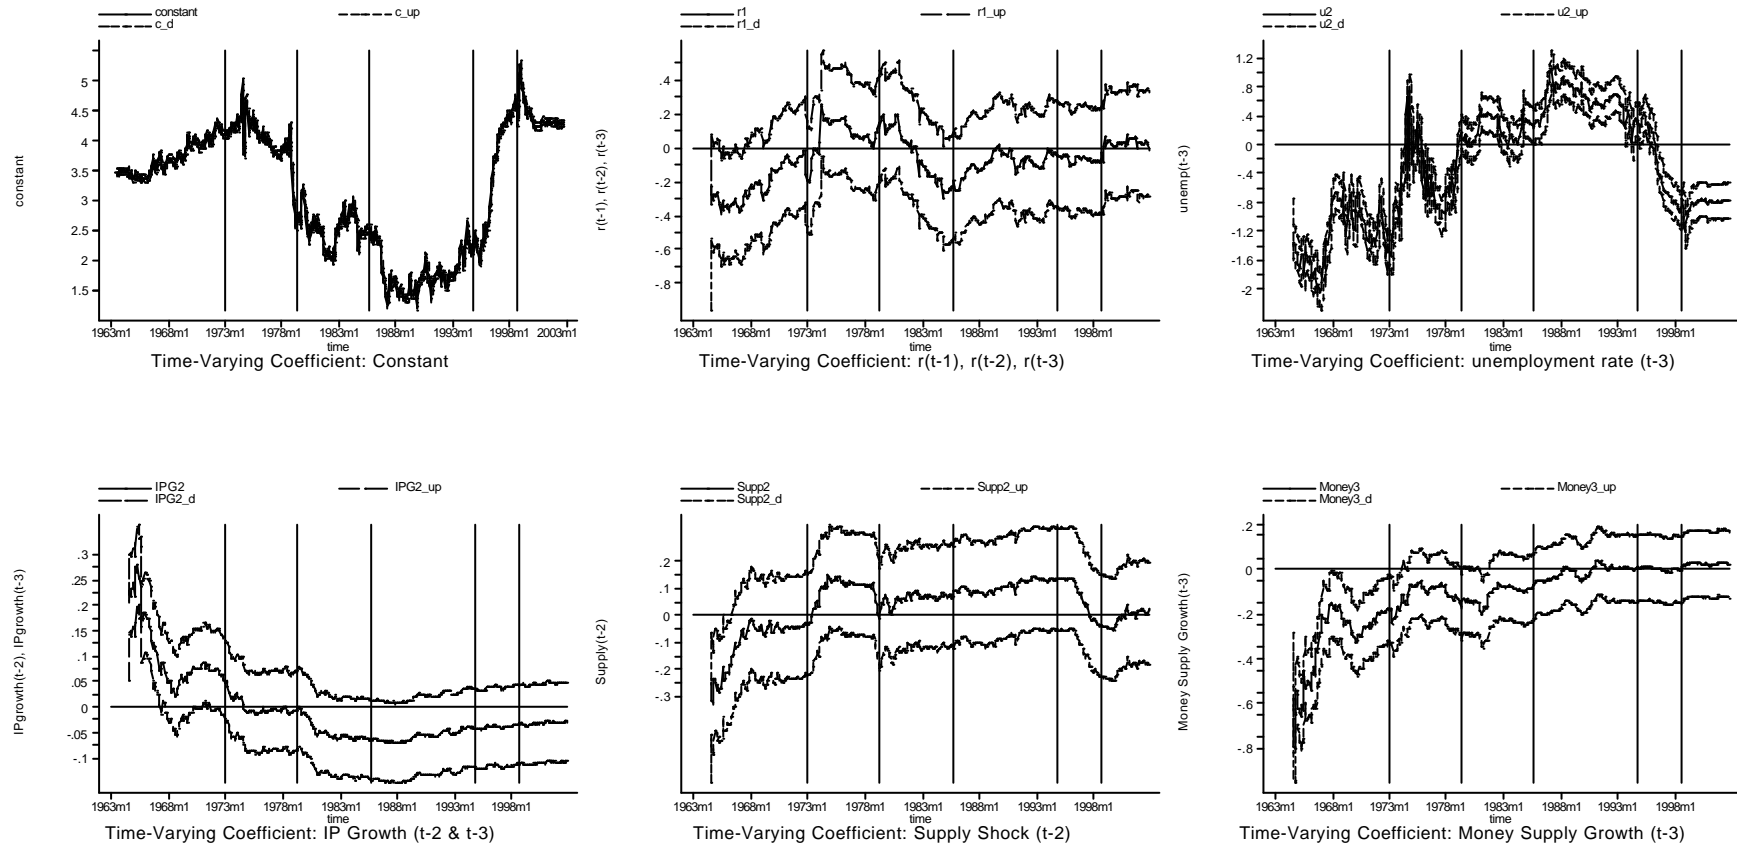 constant c_up
c_d
constant
5
4.5
4
3.5
3
2.5
2
1.5
1963m1 1968m1 1973m1 1978m1 1983m1 1988m1 1993m1 1998m1 2003m1
time
Time-Varying Coefficient: Constant
r1 r1_up
r1_d
r(t-1), r(t-2), r(t-3)
.4
.2
0
-.2
-.4
-.6
-.8
1963m1 1968m1 1973m1 1978m1 1983m1 1988m1 1993m1 1998m1
time
Time-Varying Coefficient: r(t-1), r(t-2), r(t-3)
u2 u2_up
u2_d
unemp(t-3)
1.2
.8
.4
0
-.4
-.8
-1.2
-1.6
-2
1963m1 1968m1 1973m1 1978m1 1983m1 1988m1 1993m1 1998m1
time
Time-Varying Coefficient: unemployment rate (t-3)
IPG2 IPG2_up
IPG2_d
IPgrowth(t-2), IPgrowth(t-3)
.3
.25
.2
.15
.1
.05
0
-.05
-.1
1963m1 1968m1 1973m1 1978m1 1983m1 1988m1 1993m1 1998m1
time
Time-Varying Coefficient: IP Growth (t-2 & t-3)
Supp2 Supp2_up
Supp2_d
Supply(t-2)
.2
.1
0
-.1
-.2
-.3
1963m1 1968m1 1973m1 1978m1 1983m1 1988m1 1993m1 1998m1
time
Time-Varying Coefficient: Supply Shock (t-2)
Money3 Money3_up
Money3_d
Money Supply Growth(t-3)
.2
0
-.2
-.4
-.6
-.8
1963m1 1968m1 1973m1 1978m1 1983m1 1988m1 1993m1 1998m1
time
Time-Varying Coefficient: Money Supply Growth (t-3)